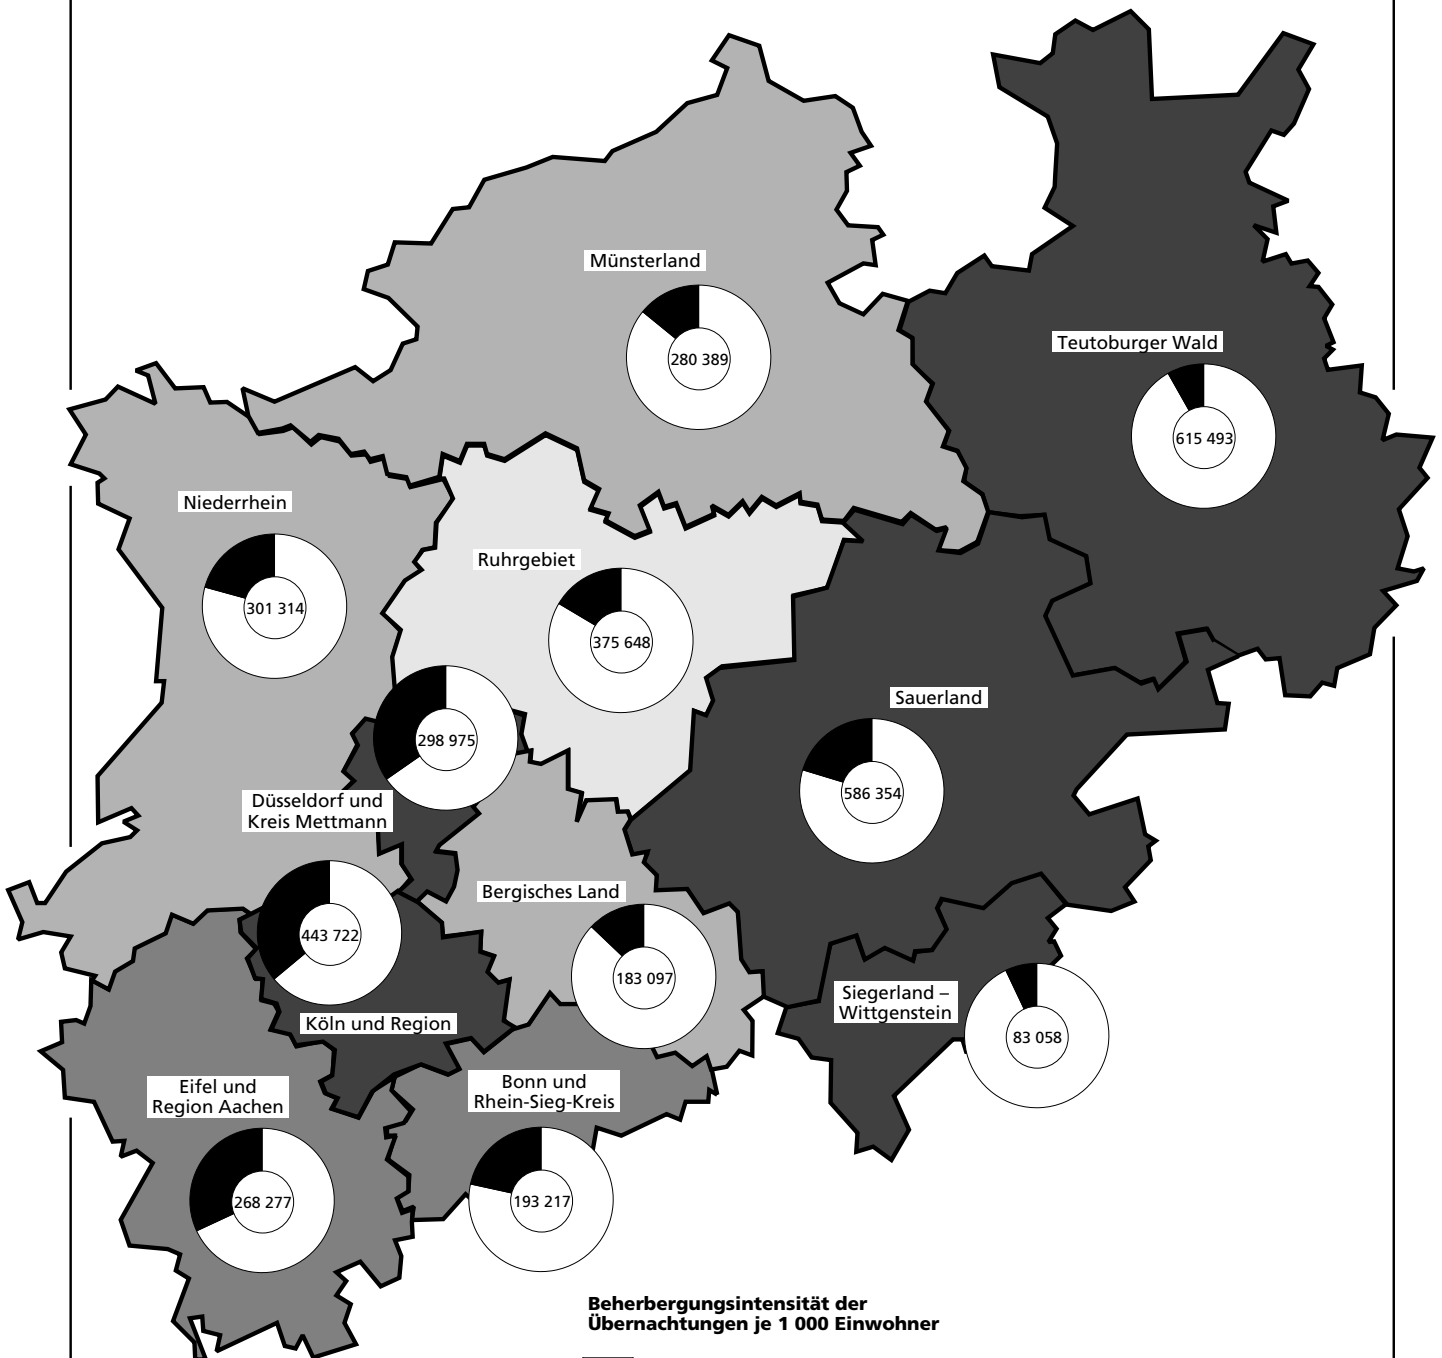 Münsterland
280 389
Teutoburger Wald
615 493
Niederrhein
301 314
Ruhrgebiet
375 648
Sauerland
586 354
298 975
Düsseldorf und
Kreis Mettmann
443 722
Köln und Region
Bergisches Land
183 097
Siegerland –
Wittgenstein
83 058
Eifel und
Region Aachen
268 277
Bonn und
Rhein-Sieg-Kreis
193 217
Beherbergungsintensität der
Übernachtungen je 1 000 Einwohner